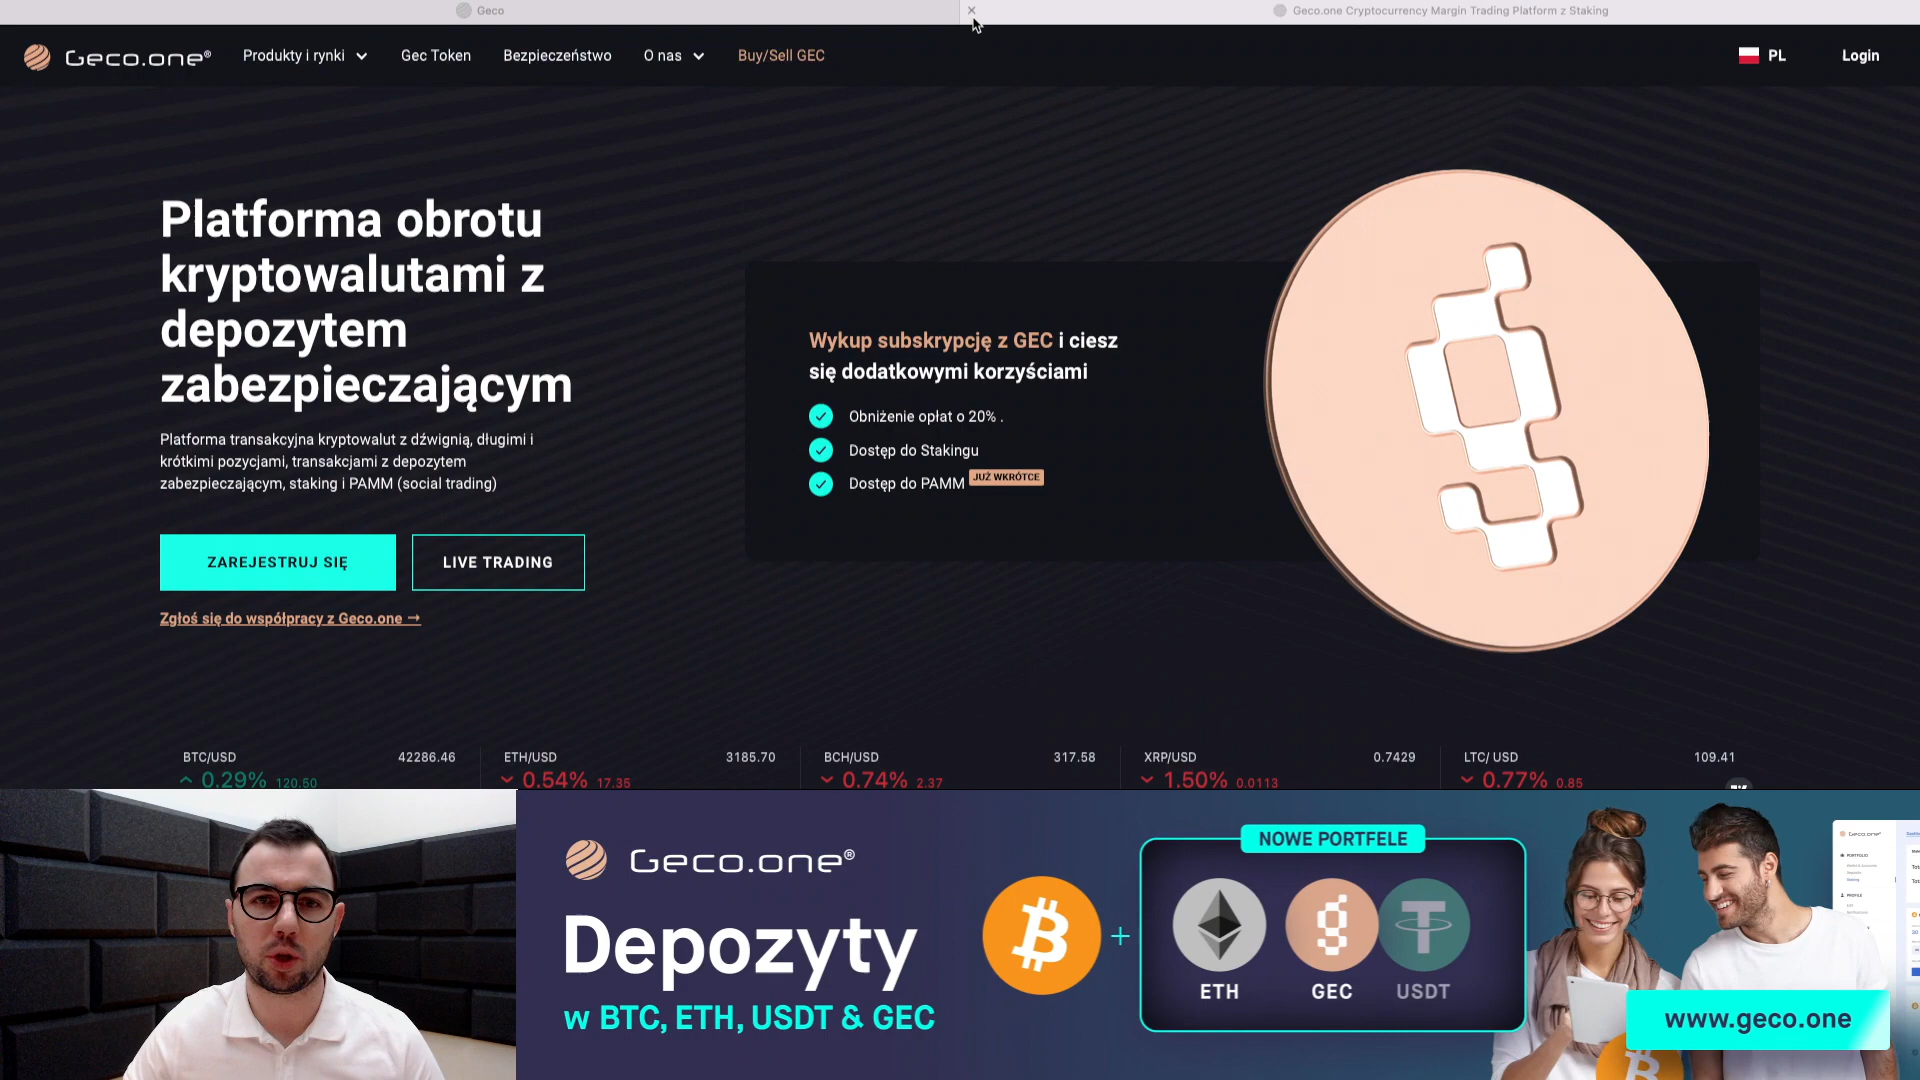 Geco
Geco.one Cryptocurrency Margin Trading Platform z Staking
Geco.one®
Produkty i rynki
Gec Token
Bezpieczeństwo
O nas
Buy/Sell GEC
PL
Login
Platforma obrotu
kryptowalutami z
depozytem
zabezpieczającym
Platforma transakcyjna kryptowalut z dźwignią, długimi i
krótkimi pozycjami, transakcjami z depozytem
zabezpieczającym, staking i PAMM (social trading)
ZAREJESTRUJ SIĘ
LIVE TRADING
Zgłoś się do współpracy z Geco.one →
Wykup subskrypcję z GEC i ciesz
się dodatkowymi korzyściami
Obniżenie opłat o 20% .
Dostęp do Stakingu
Dostęp do PAMM JUŻ WKRÓTCE
BTC/USD 42286.46
0.29% 120.50
ETH/USD 3185.70
0.54% 17.35
BCH/USD 317.58
0.74% 2.37
XRP/USD 0.7429
1.50% 0.0113
LTC/ USD 109.41
0.77% 0.85
Geco.one®
Depozyty
w BTC, ETH, USDT & GEC
+
NOWE PORTFELE
ETH
GEC
USDT
Geco.one®
PORTFOLIO
PROFILE
www.geco.one